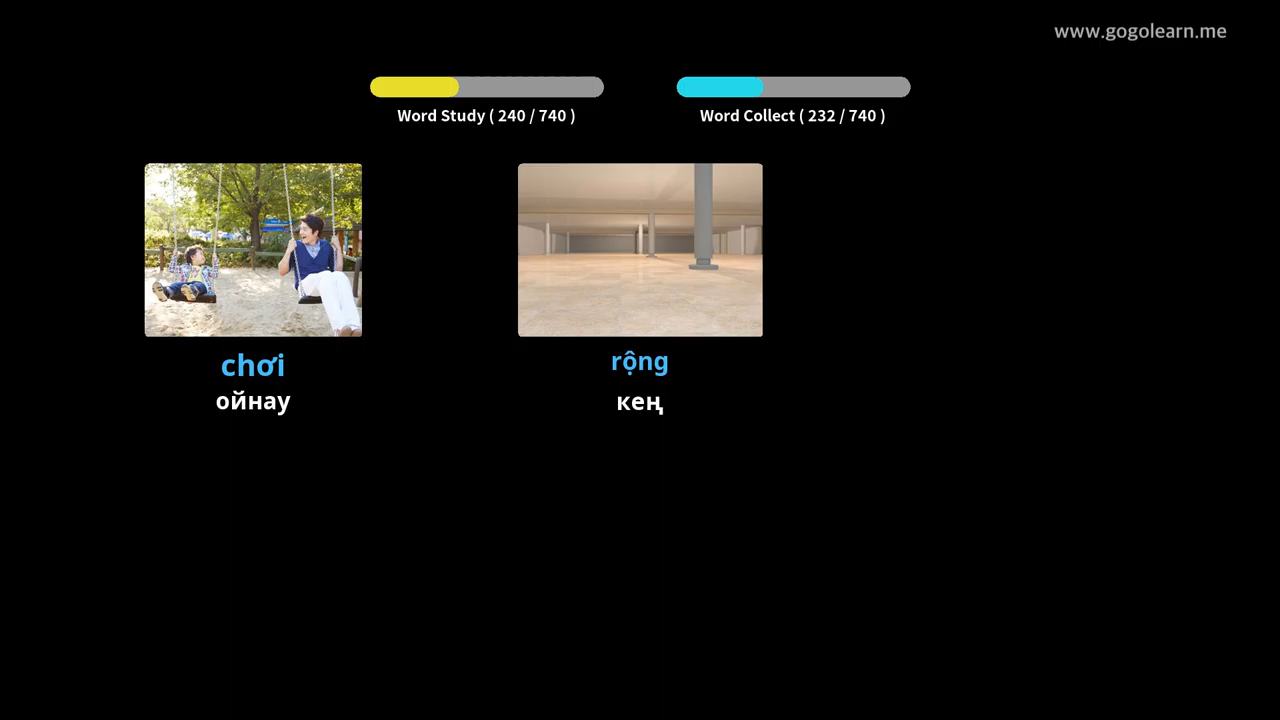 www.gogolearn.me
Word Study ( 240 / 740 )
Word Collect ( 232 / 740 )
chơi
ойнау
rộng
кең